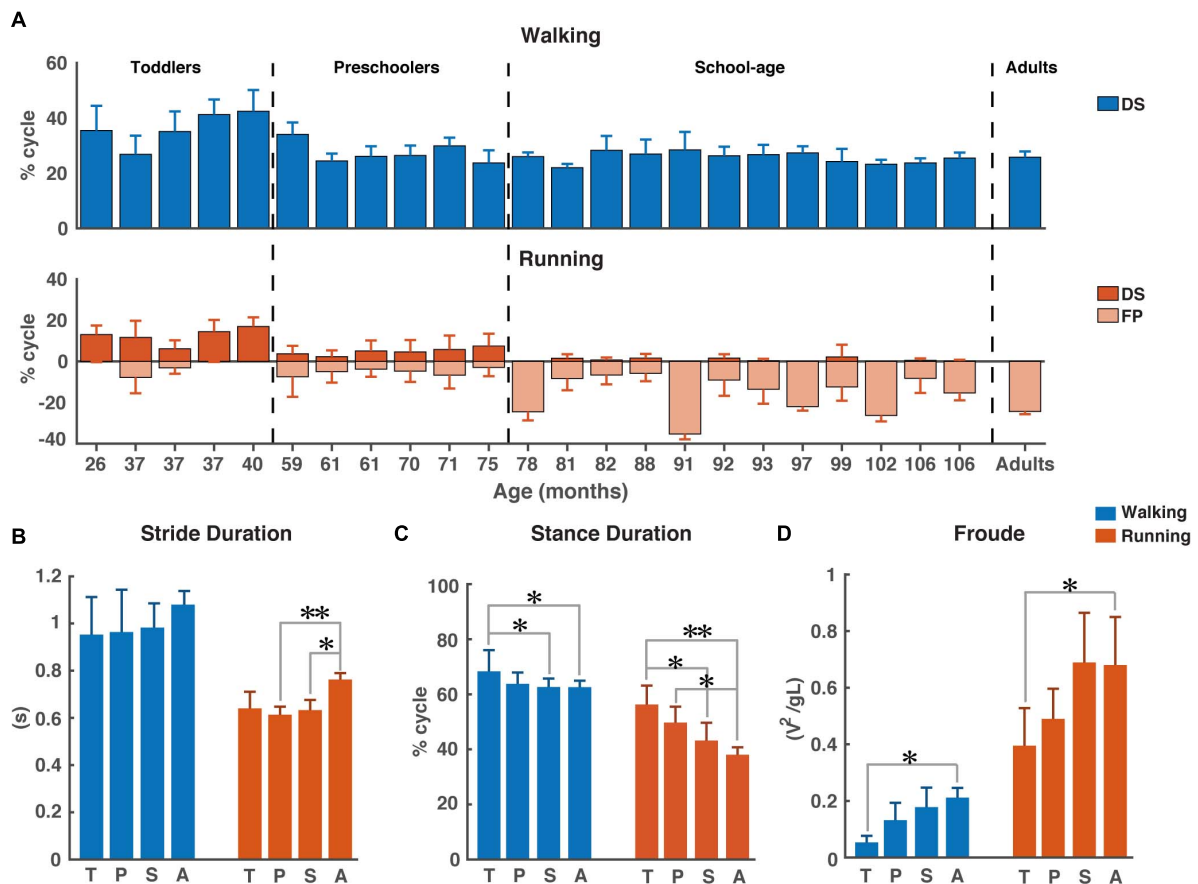 A
Walking
60
Toddlers
Preschoolers
School-age
Adults
40
DS
20
0
% cycle
Running
40
20
0
-20
-40
% cycle
DS
FP
26 37 37 37 40 59 61 61 70 71 75 78 81 82 88 91 92 93 97 99 102 106 106 Adults
Age (months)
Walking
Running
B
Stride Duration
1.2
1
0.8
0.6
0.4
0.2
0
(s)
**
*
T P S A T P S A
C
Stance Duration
100
80
60
40
20
0
% cycle
*
*
**
*
*
T P S A T P S A
D
Froude
1
0.8
0.6
0.4
0.2
0
(V² /gL)
*
*
T P S A T P S A